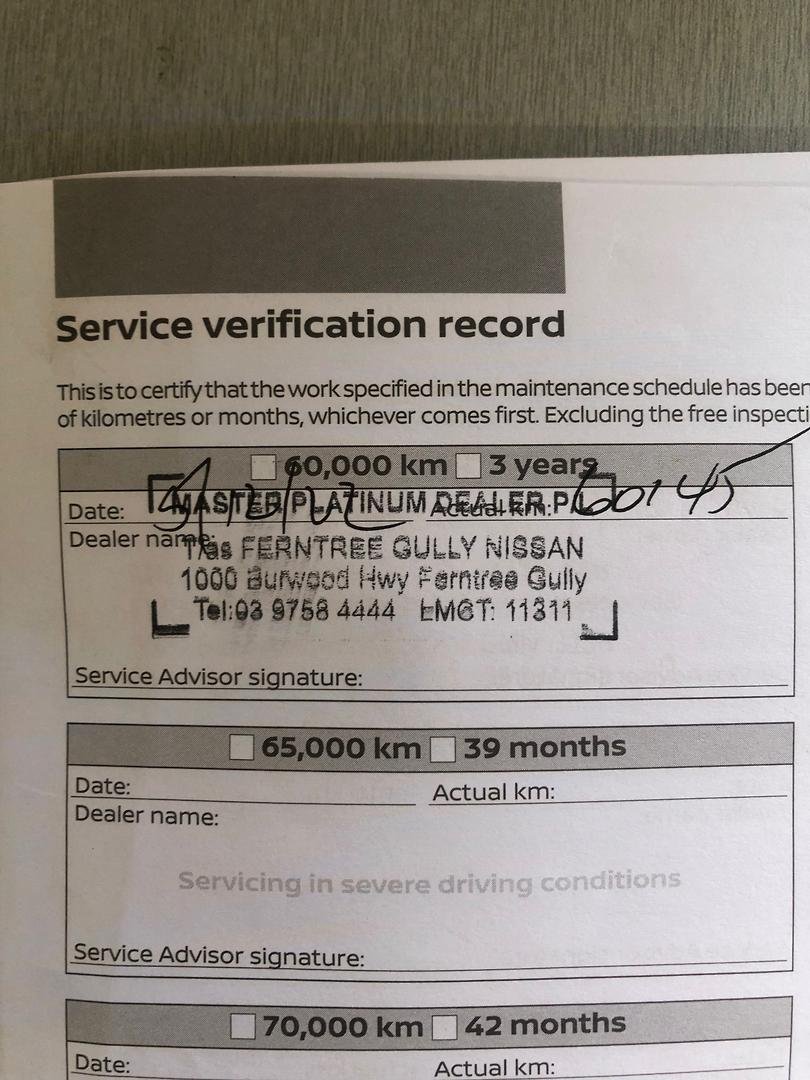 Service verification record
This is to certify that the work specified in the maintenance schedule has been
of kilometres or months, whichever comes first. Excluding the free inspecti
60,000 km 3 years
MASTER PLATINUM DEALER P/L
Date: Actual km: 60145
Dealer name:
T/as FERNTREE GULLY NISSAN
1000 Burwood Hwy Ferntree Gully
Tel:03 9758 4444 LMCT: 11311
Service Advisor signature:
65,000 km 39 months
Date: Actual km:
Dealer name:
Servicing in severe driving conditions
Service Advisor signature:
70,000 km 42 months
Date: Actual km: